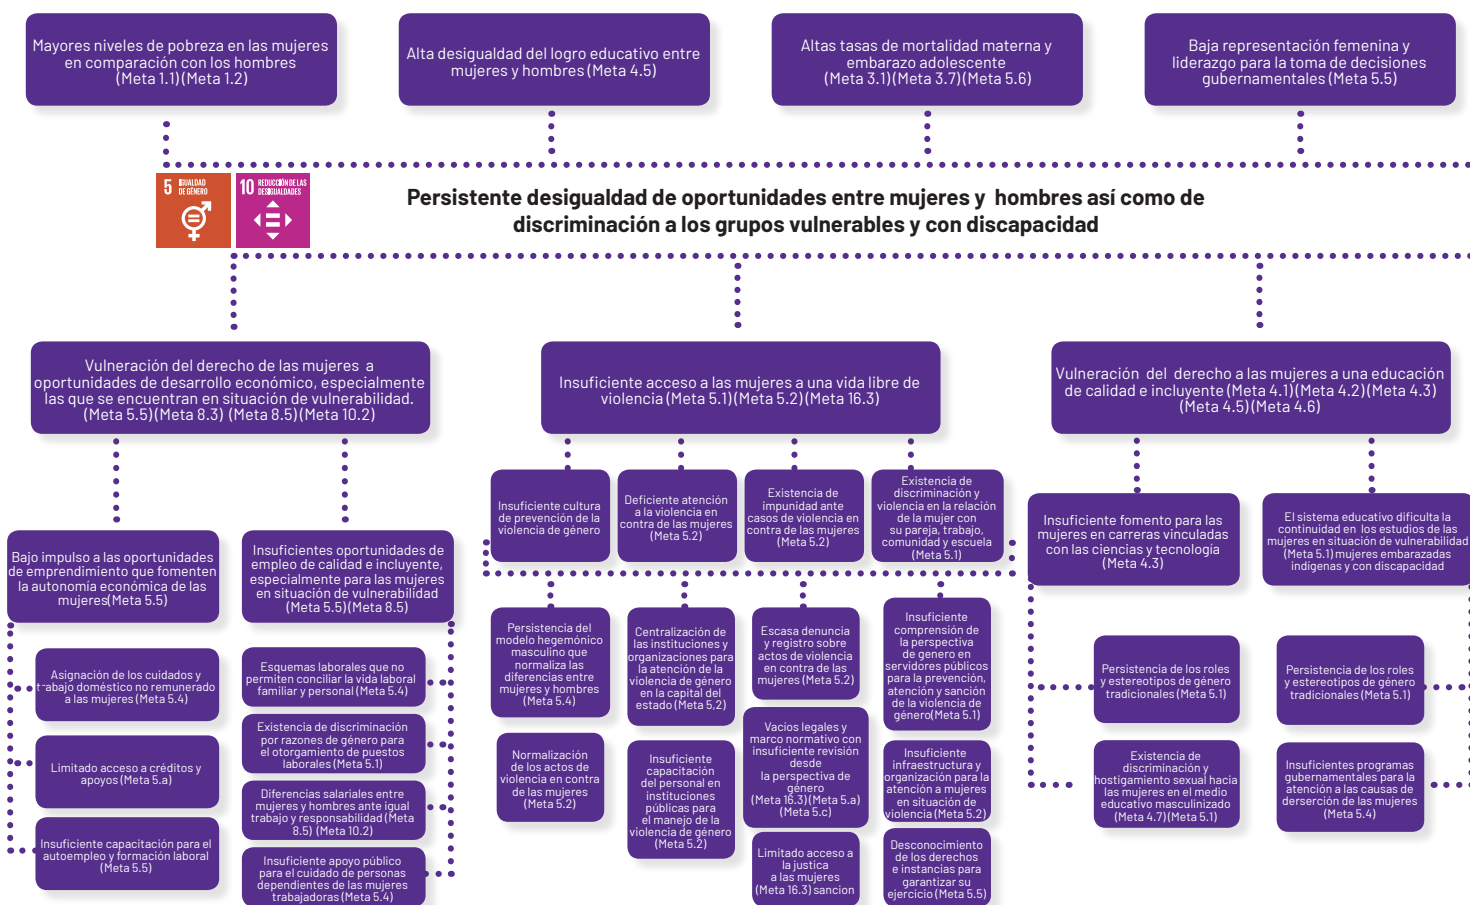 Mayores niveles de pobreza en las mujeres
en comparación con los hombres
(Meta 1.1)(Meta 1.2)
Alta desigualdad del logro educativo entre
mujeres y hombres (Meta 4.5)
Altas tasas de mortalidad materna y
embarazo adolescente
(Meta 3.1)(Meta 3.7)(Meta 5.6)
Baja representación femenina y
liderazgo para la toma de decisiones
gubernamentales (Meta 5.5)
5 IGUALDAD
DE GÉNERO
10 REDUCCIÓN DE LAS
DESIGUALDADES
Persistente desigualdad de oportunidades entre mujeres y hombres así como de
discriminación a los grupos vulnerables y con discapacidad
Vulneración del derecho de las mujeres a
oportunidades de desarrollo económico, especialmente
las que se encuentran en situación de vulnerabilidad.
(Meta 5.5)(Meta 8.3) (Meta 8.5)(Meta 10.2)
Insuficiente acceso a las mujeres a una vida libre de
violencia (Meta 5.1)(Meta 5.2)(Meta 16.3)
Vulneración del derecho a las mujeres a una educación
de calidad e incluyente (Meta 4.1)(Meta 4.2)(Meta 4.3)
(Meta 4.5)(Meta 4.6)
Bajo impulso a las oportunidades
de emprendimiento que fomenten
la autonomía económica de las
mujeres(Meta 5.5)
Insuficientes oportunidades de
empleo de calidad e incluyente,
especialmente para las mujeres
en situación de vulnerabilidad
(Meta 5.5)(Meta 8.5)
Insuficiente cultura
de prevención de la
violencia de género
Deficiente atención
a la violencia en
contra de las mujeres
(Meta 5.2)
Existencia de
impunidad ante
casos de violencia en
contra de las mujeres
(Meta 5.2)
Existencia de
discriminación y
violencia en la relación
de la mujer con
su pareja, trabajo,
comunidad y escuela
(Meta 5.1)
Insuficiente fomento para las
mujeres en carreras vinculadas
con las ciencias y tecnología
(Meta 4.3)
El sistema educativo dificulta la
continuidad en los estudios de las
mujeres en situación de vulnerabilidad
(Meta 5.1) mujeres embarazadas
indígenas y con discapacidad
Asignación de los cuidados y
trabajo doméstico no remunerado
a las mujeres (Meta 5.4)
Limitado acceso a créditos y
apoyos (Meta 5.a)
Insuficiente capacitación para el
autoempleo y formación laboral
(Meta 5.5)
Esquemas laborales que no
permiten conciliar la vida laboral
familiar y personal (Meta 5.4)
Existencia de discriminación
por razones de género para
el otorgamiento de puestos
laborales (Meta 5.1)
Diferencias salariales entre
mujeres y hombres ante igual
trabajo y responsabilidad (Meta
8.5) (Meta 10.2)
Insuficiente apoyo público
para el cuidado de personas
dependientes de las mujeres
trabajadoras (Meta 5.4)
Persistencia del
modelo hegemónico
masculino que
normaliza las
diferencias entre
mujeres y hombres
(Meta 5.4)
Normalización
de los actos de
violencia en contra
de las mujeres
(Meta 5.2)
Centralización de
las instituciones y
organizaciones para
la atención de la
violencia de género
en la capital del
estado (Meta 5,2)
Insuficiente
capacitación
del personal en
instituciones
públicas para
el manejo de la
violencia de género
(Meta 5.2)
Escasa denuncia
y registro sobre
actos de violencia
en contra de las
mujeres (Meta 5.2)
Vacíos legales y
marco normativo con
insuficiente revisión
desde
la perspectiva de
género
(Meta 16.3)(Meta 5.a)
(Meta 5.c)
Limitado acceso a
la justica
a las mujeres
(Meta 16.3) sancion
Insuficiente
comprensión de
la perspectiva
de genero en
servidores públicos
para la prevención,
atención y sanción
de la violencia de
género(Meta 5.1)
Insuficiente
infraestructura y
organización para la
atención a mujeres
en situación de
violencia (Meta 5.2)
Desconocimiento
de los derechos
e instancias para
garantizar su
ejercicio (Meta 5.5)
Persistencia de los roles
y estereotipos de género
tradicionales (Meta 5.1)
Existencia de
discriminación y
hostigamiento sexual hacia
las mujeres en el medio
educativo masculinizado
(Meta 4.7)(Meta 5.1)
Persistencia de los roles
y estereotipos de género
tradicionales (Meta 5.1)
Insuficientes programas
gubernamentales para la
atención a las causas de
derserción de las mujeres
(Meta 5.4)